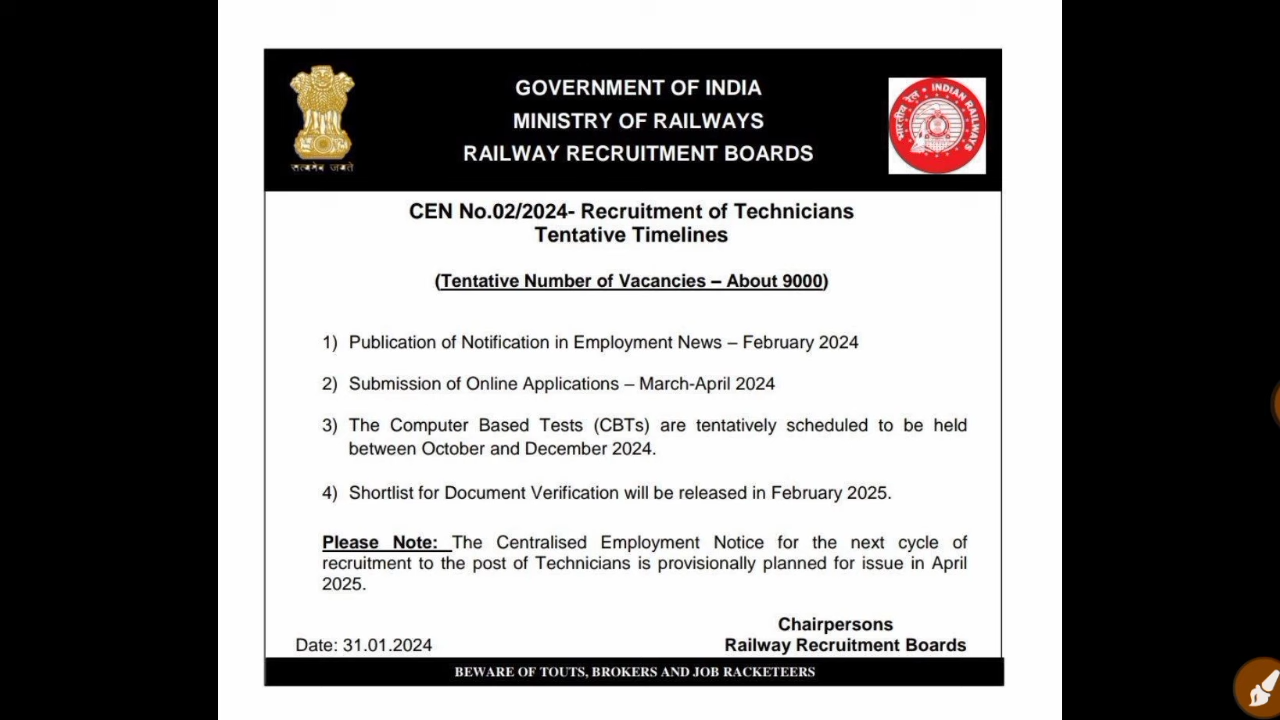 GOVERNMENT OF INDIA
MINISTRY OF RAILWAYS
RAILWAY RECRUITMENT BOARDS
सत्यमेव जयते
भारतीय रेल
INDIAN RAILWAYS
CEN No.02/2024- Recruitment of Technicians
Tentative Timelines
(Tentative Number of Vacancies – About 9000)
1) Publication of Notification in Employment News – February 2024
2) Submission of Online Applications – March-April 2024
3) The Computer Based Tests (CBTs) are tentatively scheduled to be held
between October and December 2024.
4) Shortlist for Document Verification will be released in February 2025.
Please Note: The Centralised Employment Notice for the next cycle of
recruitment to the post of Technicians is provisionally planned for issue in April
2025.
Chairpersons
Date: 31.01.2024 Railway Recruitment Boards
BEWARE OF TOUTS, BROKERS AND JOB RACKETEERS